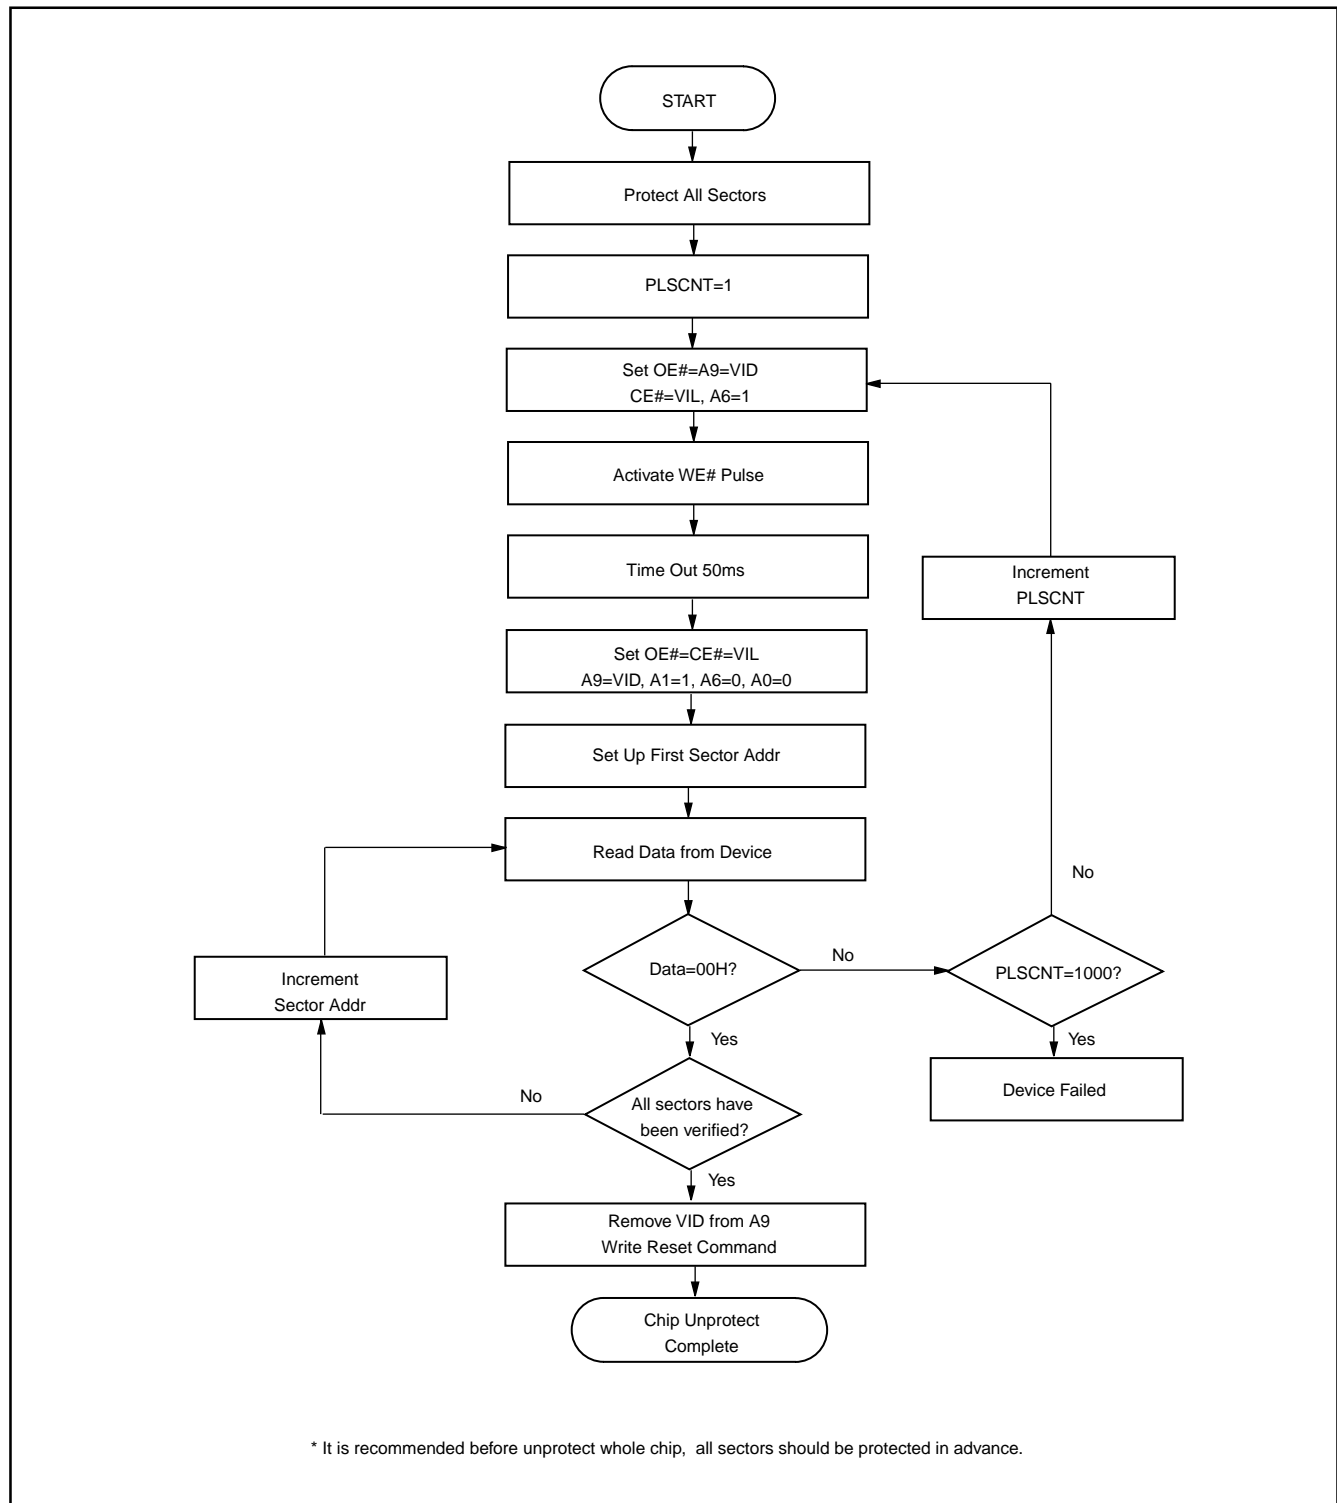 START
Protect All Sectors
PLSCNT=1
Set OE#=A9=VID
CE#=VIL, A6=1
Activate WE# Pulse
Time Out 50ms
Increment
PLSCNT
Set OE#=CE#=VIL
A9=VID, A1=1, A6=0, A0=0
Set Up First Sector Addr
Read Data from Device
No
Data=00H?
No
PLSCNT=1000?
Increment
Sector Addr
Yes
Yes
Device Failed
No
All sectors have
been verified?
Yes
Remove VID from A9
Write Reset Command
Chip Unprotect
Complete
* It is recommended before unprotect whole chip, all sectors should be protected in advance.